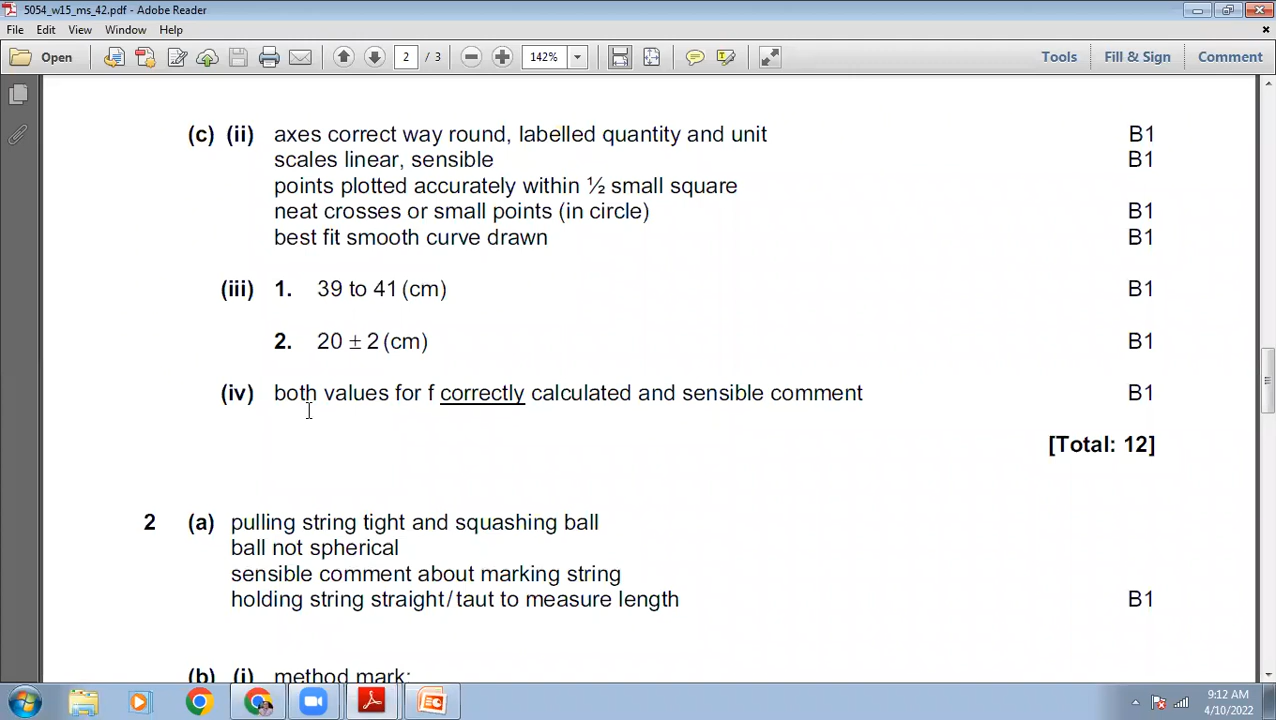 5054_w15_ms_42.pdf - Adobe Reader
File Edit View Window Help
Open 2 / 3 142% Tools Fill & Sign Comment
(c) (ii) axes correct way round, labelled quantity and unit B1
scales linear, sensible B1
points plotted accurately within ½ small square
neat crosses or small points (in circle) B1
best fit smooth curve drawn B1
(iii) 1. 39 to 41 (cm) B1
2. 20 ± 2 (cm) B1
(iv) both values for f correctly calculated and sensible comment B1
[Total: 12]
2 (a) pulling string tight and squashing ball
ball not spherical
sensible comment about marking string
holding string straight / taut to measure length B1
(b) (i) method mark:
9:12 AM
4/10/2022